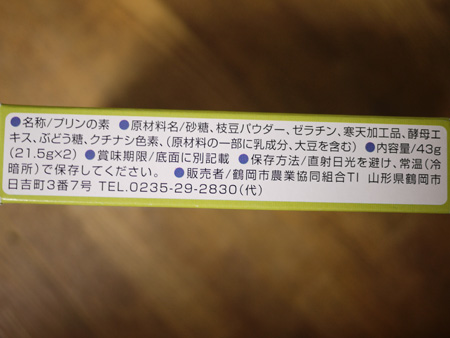 ●名称/プリンの素 ●原材料名/砂糖、枝豆パウダー、ゼラチン、寒天加工品、酵母エ
キス、ぶどう糖、クチナシ色素、(原材料の一部に乳成分、大豆を含む) ●内容量/43g
(21.5g×2) ●賞味期限/底面に別記載 ●保存方法/直射日光を避け、常温(冷
暗所)で保存してください。 ●販売者/鶴岡市農業協同組合TI 山形県鶴岡市
日吉町3番7号 TEL.0235-29-2830(代)